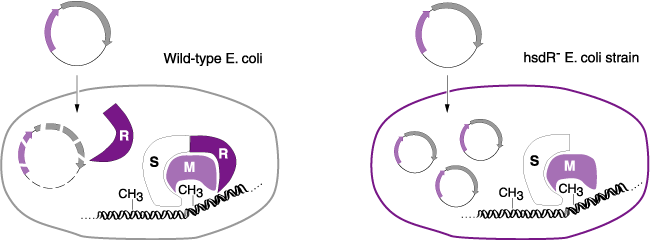 Wild-type E. coli
R
S
M
R
CH3
CH3
hsdR⁻ E. coli strain
S
M
CH3
CH3